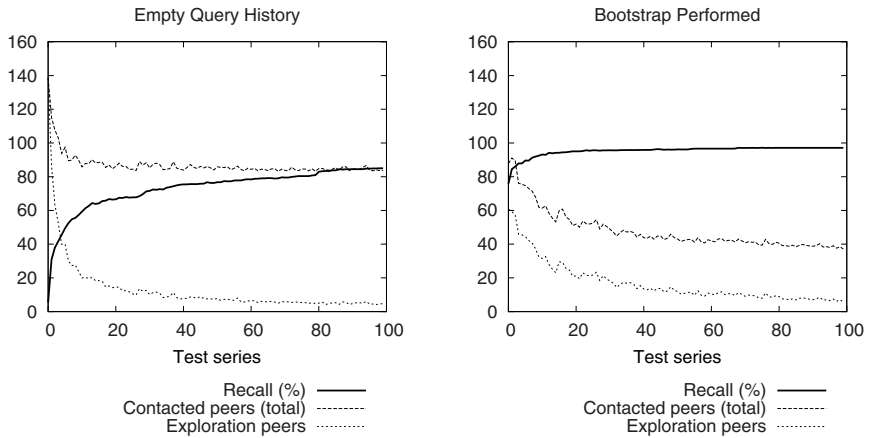 Empty Query History
160
140
120
100
80
60
40
20
0
0 20 40 60 80 100
Test series
Recall (%)
Contacted peers (total)
Exploration peers
Bootstrap Performed
160
140
120
100
80
60
40
20
0
0 20 40 60 80 100
Test series
Recall (%)
Contacted peers (total)
Exploration peers